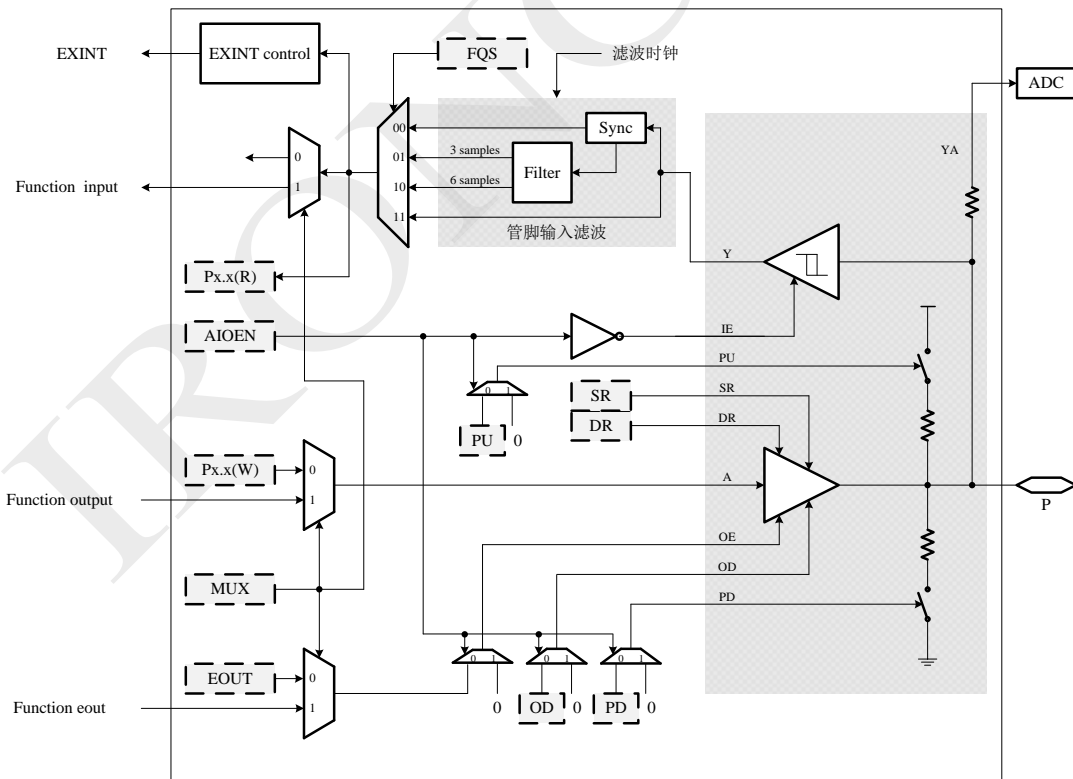 EXINT
EXINT control
FQS
滤波时钟
ADC
00
Sync
YA
0
01
3 samples
Filter
Function input
1
10
6 samples
11
管脚输入滤波
Y
Px.x(R)
AIOEN
IE
PU
0 1
SR
SR
DR
DR
PU
0
Px.x(W)
0
A
Function output
1
P
OE
OD
MUX
PD
0 1
0 1
0 1
EOUT
0
0
OD
0
PD
0
Function eout
1
IRONC